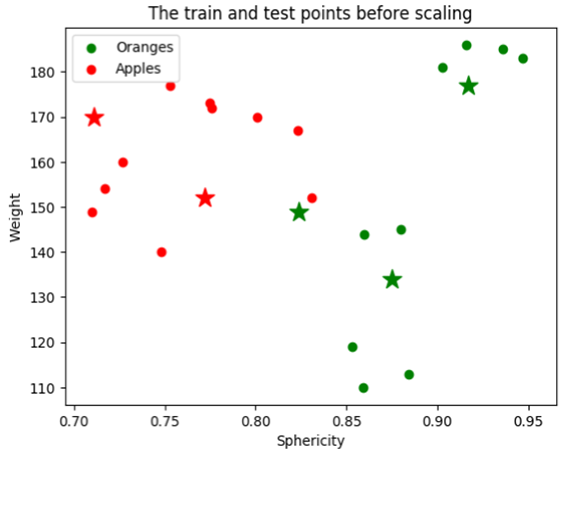 The train and test points before scaling
Oranges
Apples
180
170
160
150
140
130
120
110
Weight
0.70 0.75 0.80 0.85 0.90 0.95
Sphericity